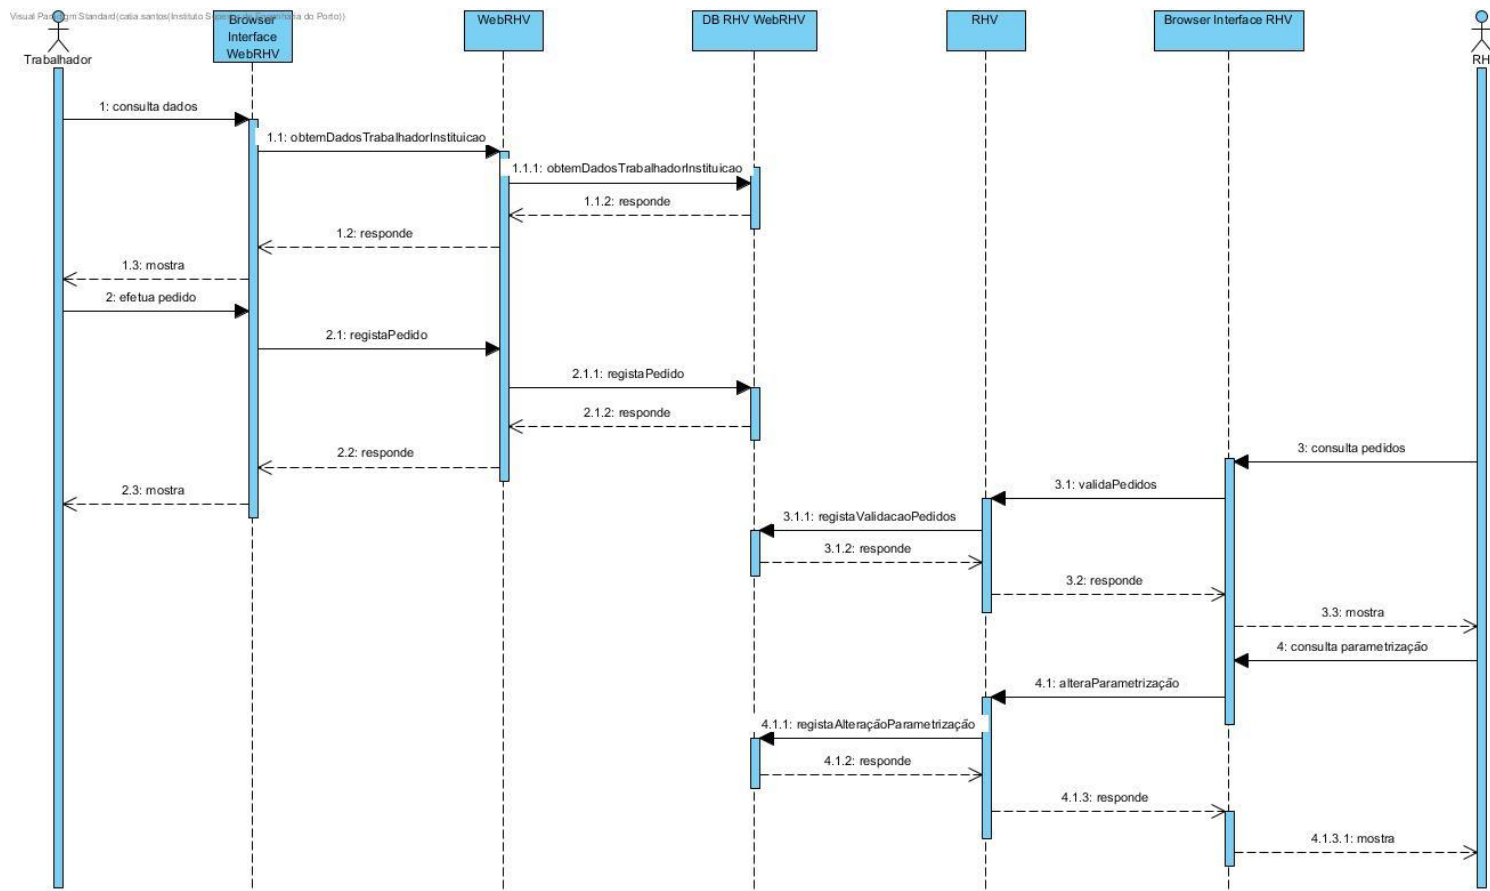 Visual Paradigm Standard(catia santos(Instituto Superior de Engenharia do Porto))
Trabalhador
Browser
Interface
WebRHV
WebRHV
DB RHV WebRHV
RHV
Browser Interface RHV
RH
1: consulta dados
1.1: obtemDadosTrabalhadorInstituicao
1.1.1: obtemDadosTrabalhadorInstituicao
1.1.2: responde
1.2: responde
1.3: mostra
2: efetua pedido
2.1: registaPedido
2.1.1: registaPedido
2.1.2: responde
2.2: responde
2.3: mostra
3: consulta pedidos
3.1: validaPedidos
3.1.1: registaValidacaoPedidos
3.1.2: responde
3.2: responde
3.3: mostra
4: consulta parametrização
4.1: alteraParametrização
4.1.1: registaAlteraçãoParametrização
4.1.2: responde
4.1.3: responde
4.1.3.1: mostra